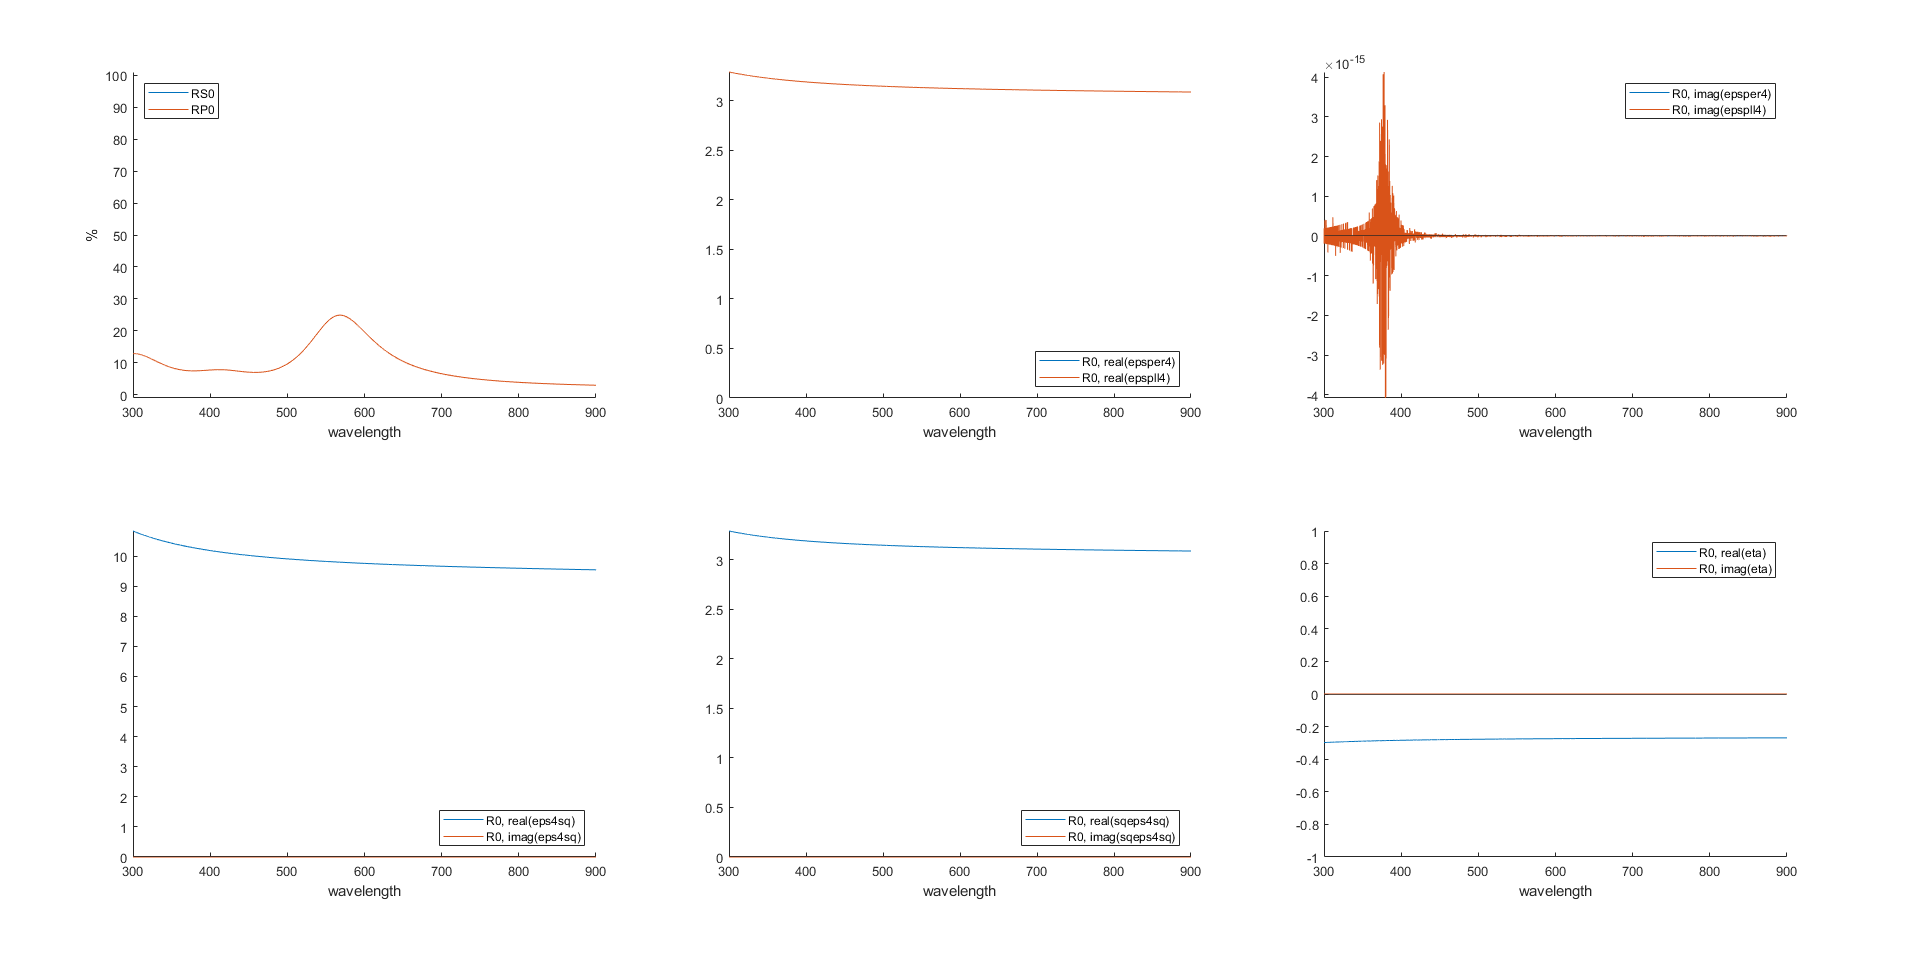 100
90
80
70
60
50
40
30
20
10
0
%
300 400 500 600 700 800 900
wavelength
RS0
RP0
3
2.5
2
1.5
1
0.5
0
300 400 500 600 700 800 900
wavelength
R0, real(epsper4)
R0, real(epspll4)
×10-15
4
3
2
1
0
-1
-2
-3
-4
300 400 500 600 700 800 900
wavelength
R0, imag(epsper4)
R0, imag(epspll4)
10
9
8
7
6
5
4
3
2
1
0
300 400 500 600 700 800 900
wavelength
R0, real(eps4sq)
R0, imag(eps4sq)
3
2.5
2
1.5
1
0.5
0
300 400 500 600 700 800 900
wavelength
R0, real(sqeps4sq)
R0, imag(sqeps4sq)
1
0.8
0.6
0.4
0.2
0
-0.2
-0.4
-0.6
-0.8
-1
300 400 500 600 700 800 900
wavelength
R0, real(eta)
R0, imag(eta)